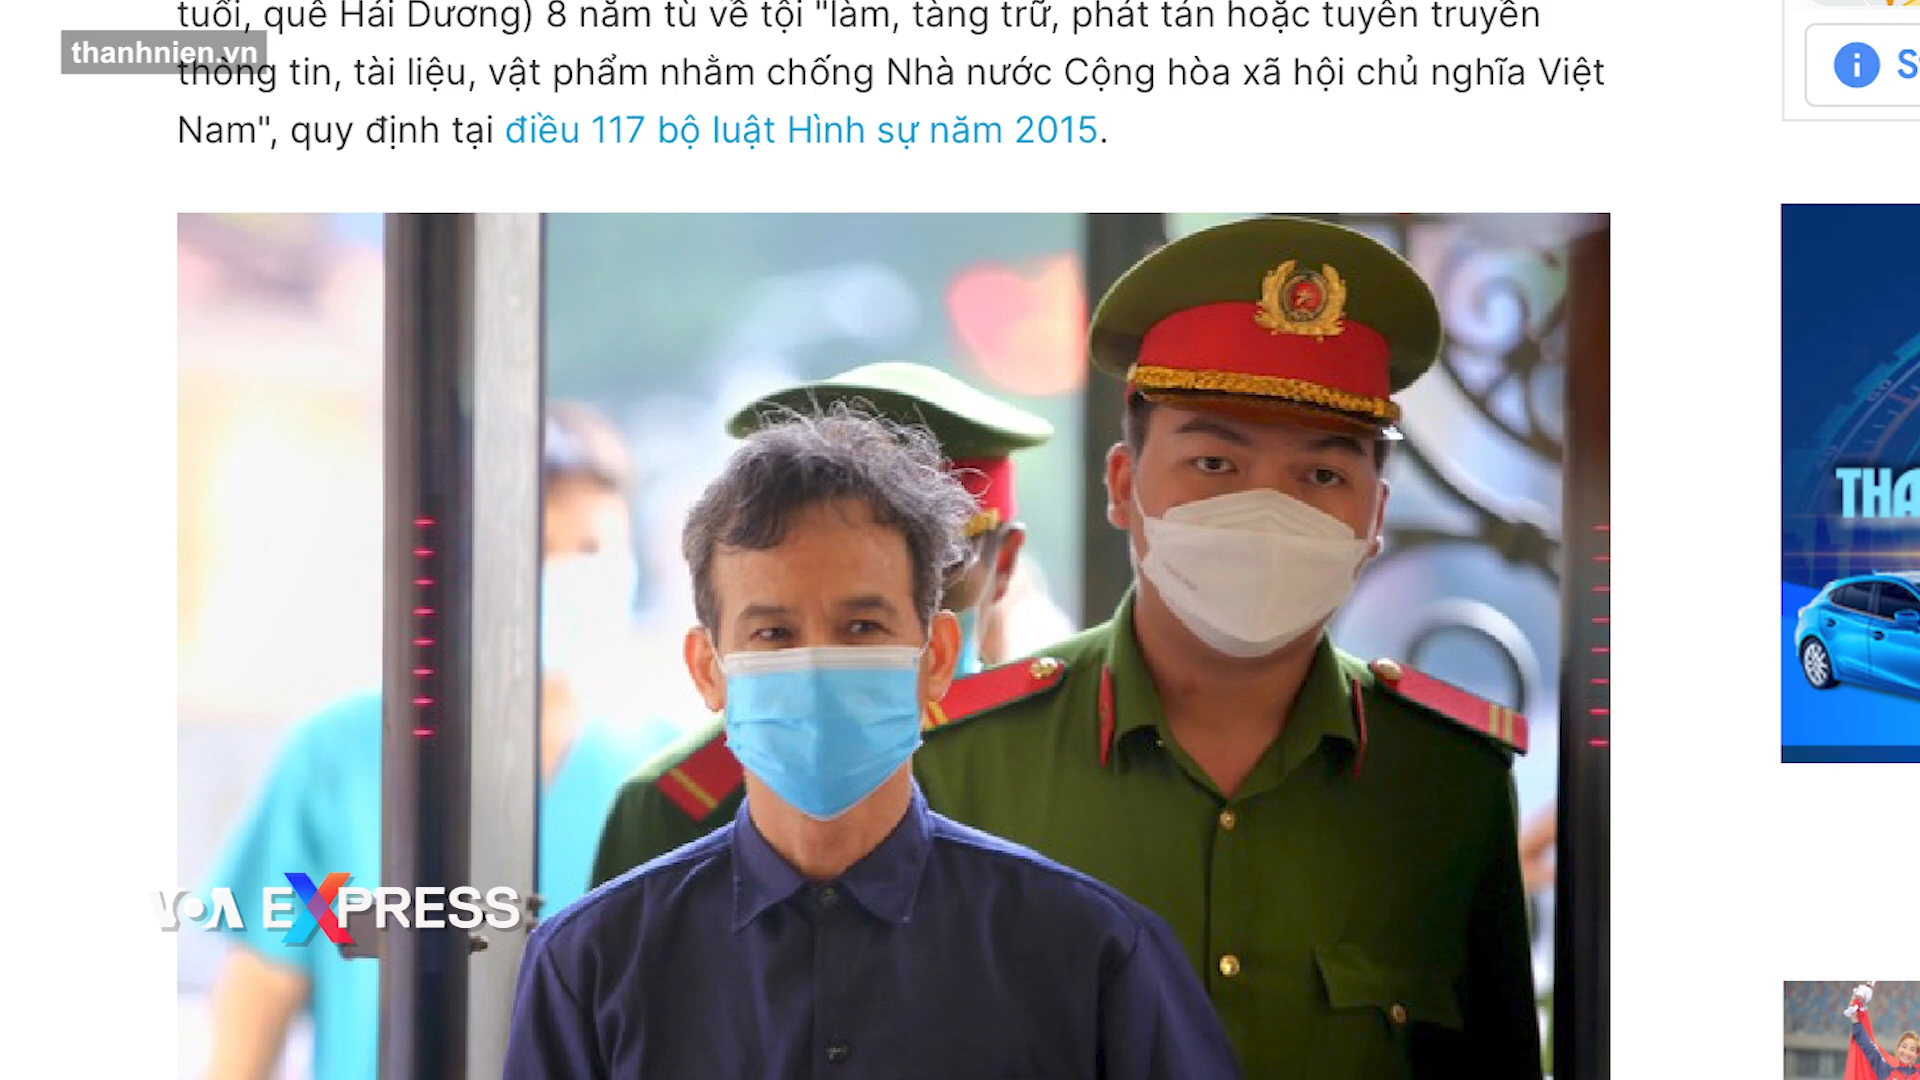 tuổi, quê Hải Dương) 8 năm tù về tội "làm, tàng trữ, phát tán hoặc tuyên truyền
thanhnien.vn
thông tin, tài liệu, vật phẩm nhằm chống Nhà nước Cộng hòa xã hội chủ nghĩa Việt
Nam", quy định tại điều 117 bộ luật Hình sự năm 2015.
THA
VOA EXPRESS